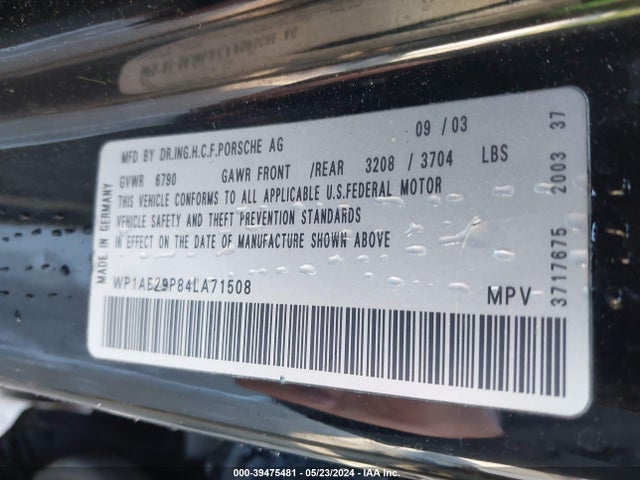 MFD BY DR.ING.H.C.F.PORSCHE AG 09 / 03
GVWR 6790 GAWR FRONT /REAR 3208 / 3704 LBS
THIS VEHICLE CONFORMS TO ALL APPLICABLE U.S.FEDERAL MOTOR
VEHICLE SAFETY AND THEFT PREVENTION STANDARDS
IN EFFECT ON THE DATE OF MANUFACTURE SHOWN ABOVE
WP1AE29P84LA71508 MPV
MADE IN GERMANY
3717675 2003 37
000-39475481 - 05/23/2024 - IAA Inc.